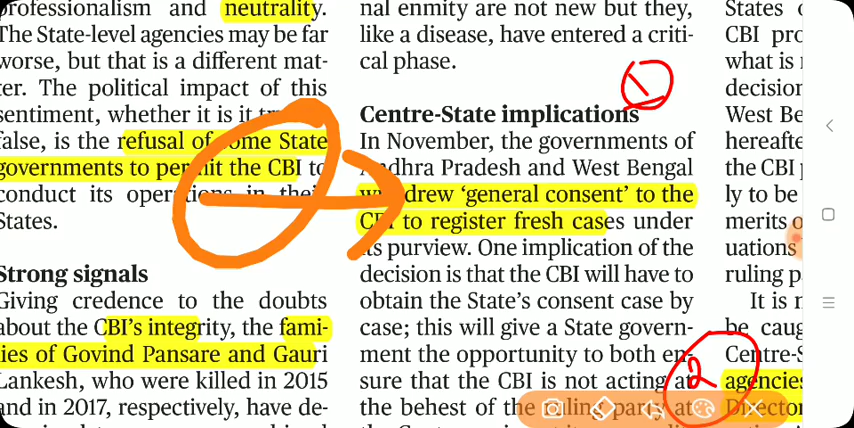 professionalism and neutrality.
The State-level agencies may be far
worse, but that is a different mat-
ter. The political impact of this
sentiment, whether it is it
false, is the refusal of some State
governments to permit the CBI to
conduct its operations in their
States.
Strong signals
Giving credence to the doubts
about the CBI's integrity, the fami-
lies of Govind Pansare and Gauri
Lankesh, who were killed in 2015
and in 2017, respectively, have de-
nal enmity are not new but they,
like a disease, have entered a criti-
cal phase.
1
Centre-State implications
In November, the governments of
Andhra Pradesh and West Bengal
withdrew 'general consent' to the
CBI to register fresh cases under
its purview. One implication of the
decision is that the CBI will have to
obtain the State's consent case by
case; this will give a State govern-
ment the opportunity to both en-
sure that the CBI is not acting at
the behest of the ruling party at
2
States
CBI
what is
decision
West
the CBI
ly to be
merits
ruling
It is
be
agencies